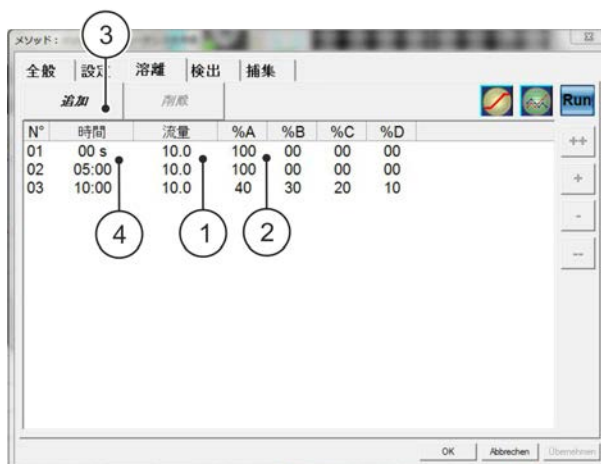 3
メソッド :
全般 設定 溶離 検出 捕集
追加 削除 Run
N° 時間 流量 %A %B %C %D
01 00 s 10.0 100 00 00 00
02 05:00 10.0 100 00 00 00
03 10:00 10.0 40 30 20 10
++
+
-
--
4 1 2
OK Abbrechen Übernehmen